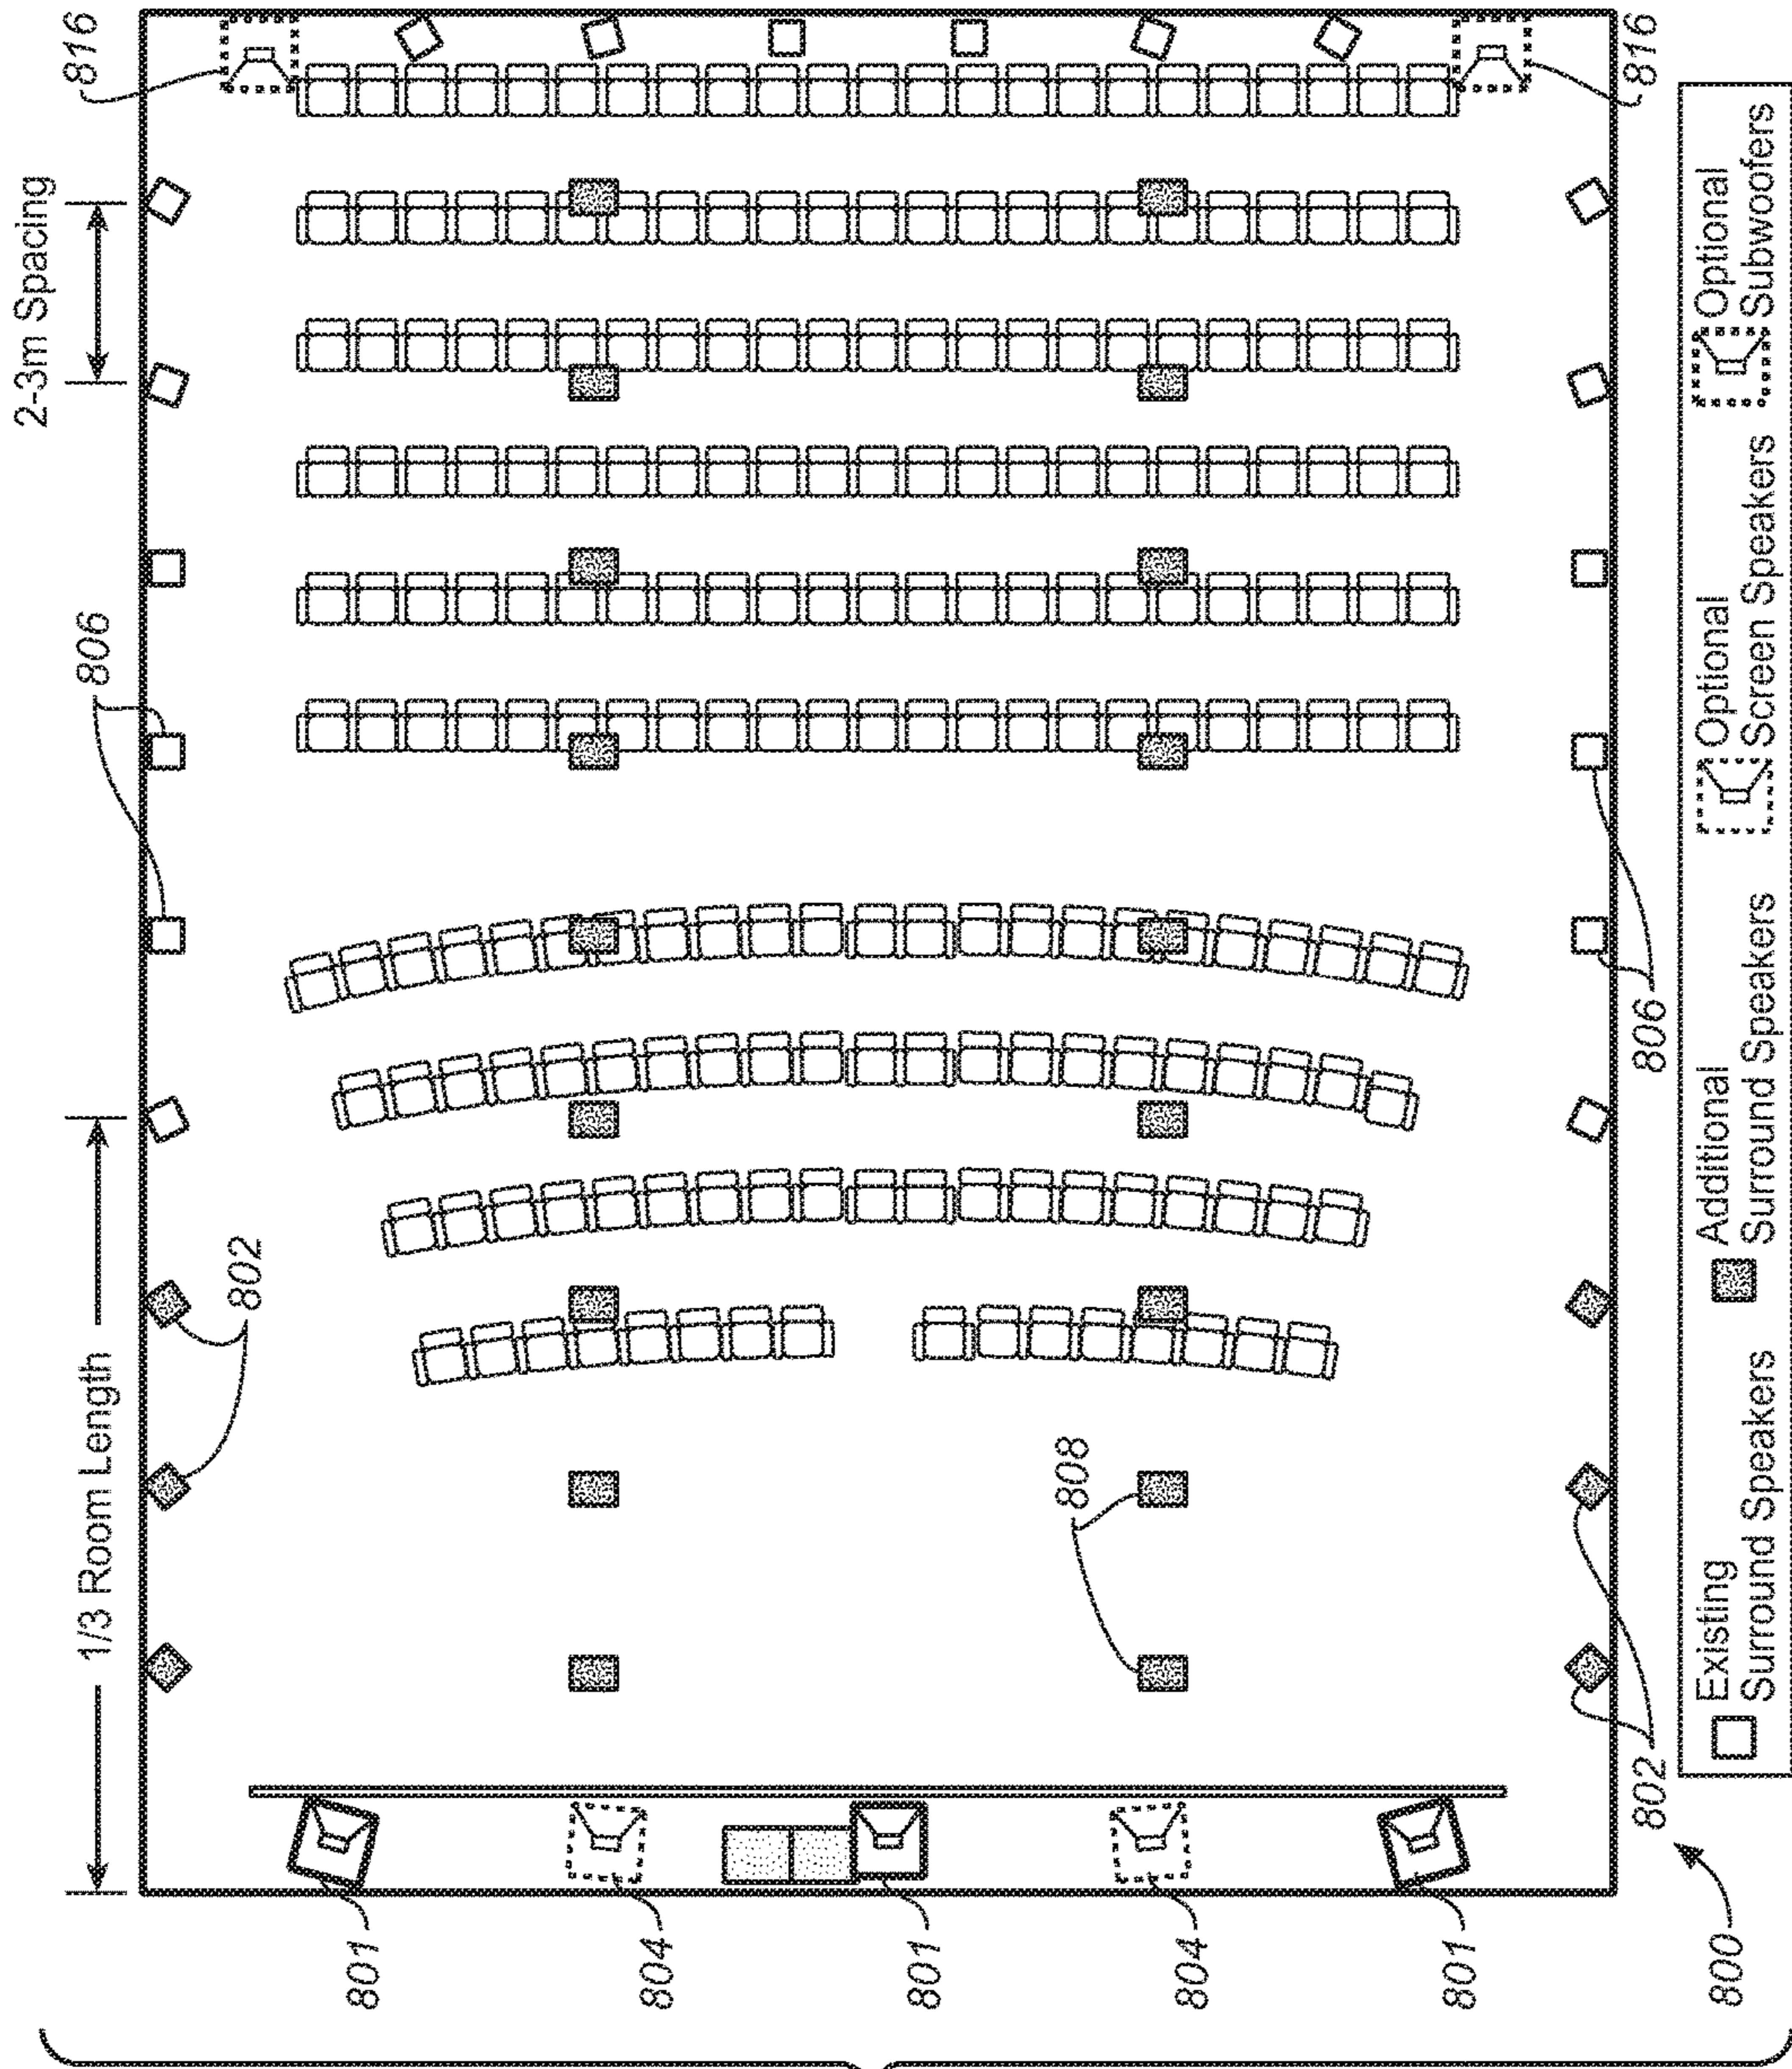 2-3m Spacing
1/3 Room Length
816
806
802
808
801
804
801
804
801
816
806
802
800
Existing
Surround Speakers
Additional
Surround Speakers
Optional
Screen Speakers
Optional
Subwoofers